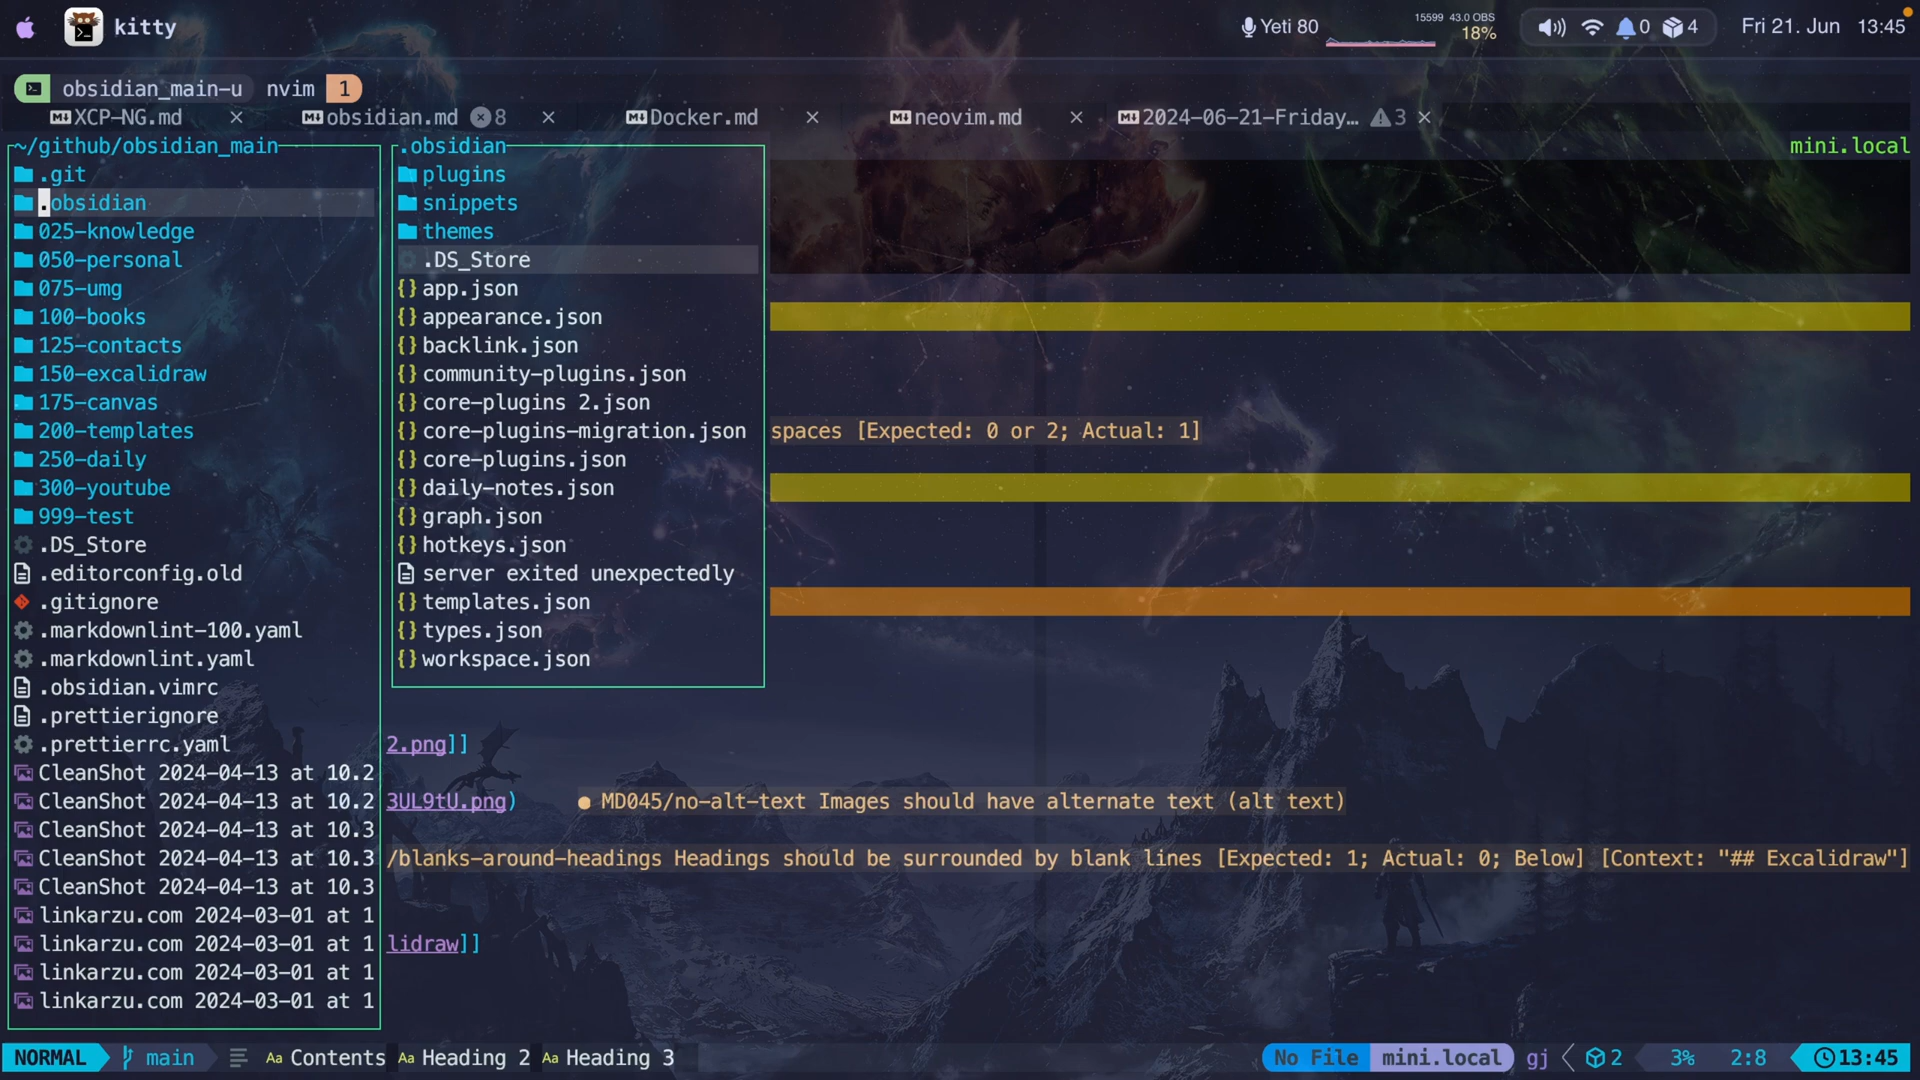 kitty
Yeti 80
15599 43.0 OBS
18%
0
4
Fri 21. Jun 13:45
obsidian_main-u nvim 1
XCP-NG.md
obsidian.md 8
Docker.md
neovim.md
2024-06-21-Friday… 3
mini.local
~/github/obsidian_main
.git
.obsidian
025-knowledge
050-personal
075-umg
100-books
125-contacts
150-excalidraw
175-canvas
200-templates
250-daily
300-youtube
999-test
.DS_Store
.editorconfig.old
.gitignore
.markdownlint-100.yaml
.markdownlint.yaml
.obsidian.vimrc
.prettierignore
.prettierrc.yaml
CleanShot 2024-04-13 at 10.2
CleanShot 2024-04-13 at 10.2
CleanShot 2024-04-13 at 10.3
CleanShot 2024-04-13 at 10.3
CleanShot 2024-04-13 at 10.3
linkarzu.com 2024-03-01 at 1
linkarzu.com 2024-03-01 at 1
linkarzu.com 2024-03-01 at 1
linkarzu.com 2024-03-01 at 1
.obsidian
plugins
snippets
themes
.DS_Store
{} app.json
{} appearance.json
{} backlink.json
{} community-plugins.json
{} core-plugins 2.json
{} core-plugins-migration.json
{} core-plugins.json
{} daily-notes.json
{} graph.json
{} hotkeys.json
server exited unexpectedly
{} templates.json
{} types.json
{} workspace.json
spaces [Expected: 0 or 2; Actual: 1]
2.png]]
3UL9tU.png) ● MD045/no-alt-text Images should have alternate text (alt text)
/blanks-around-headings Headings should be surrounded by blank lines [Expected: 1; Actual: 0; Below] [Context: "## Excalidraw"]
lidraw]]
NORMAL main Aa Contents Aa Heading 2 Aa Heading 3
No File mini.local gj 2 3% 2:8 13:45